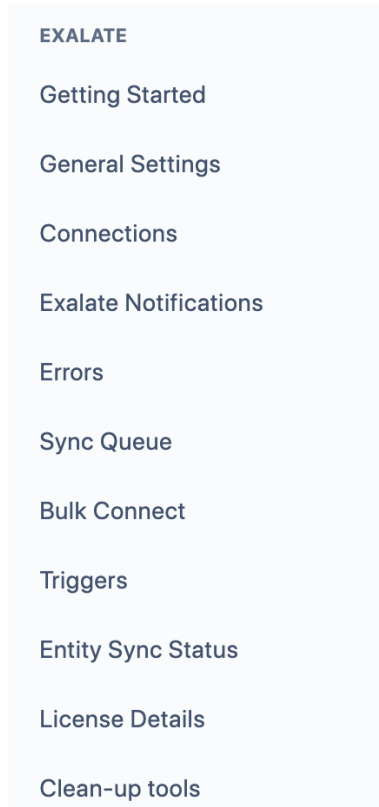 EXALATE
Getting Started
General Settings
Connections
Exalate Notifications
Errors
Sync Queue
Bulk Connect
Triggers
Entity Sync Status
License Details
Clean-up tools